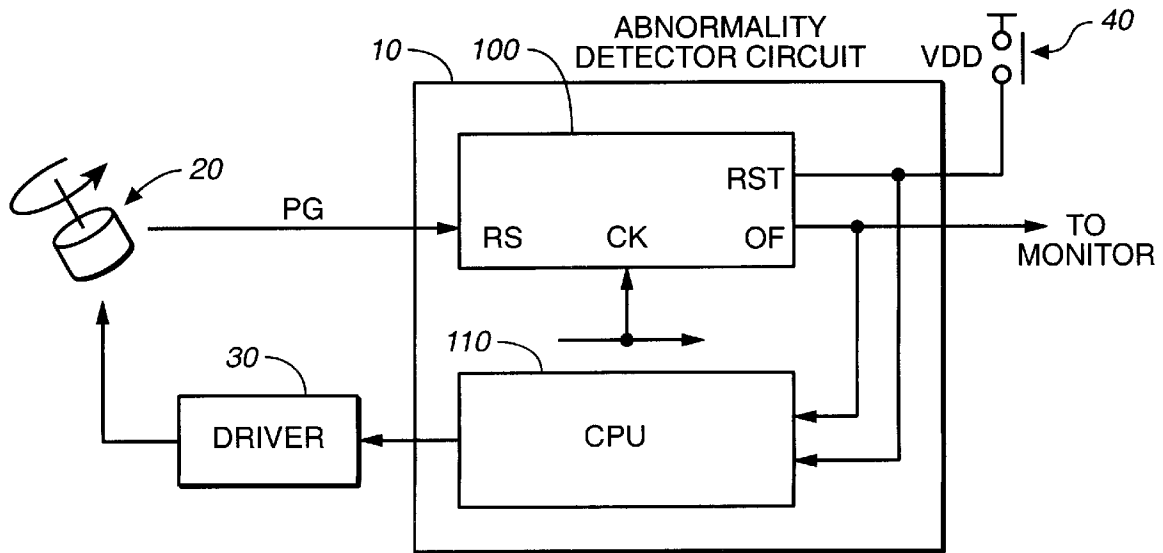 ABNORMALITY
DETECTOR CIRCUIT
10
100
VDD
40
20
RST
PG
RS
CK
OF
TO
MONITOR
110
30
DRIVER
CPU